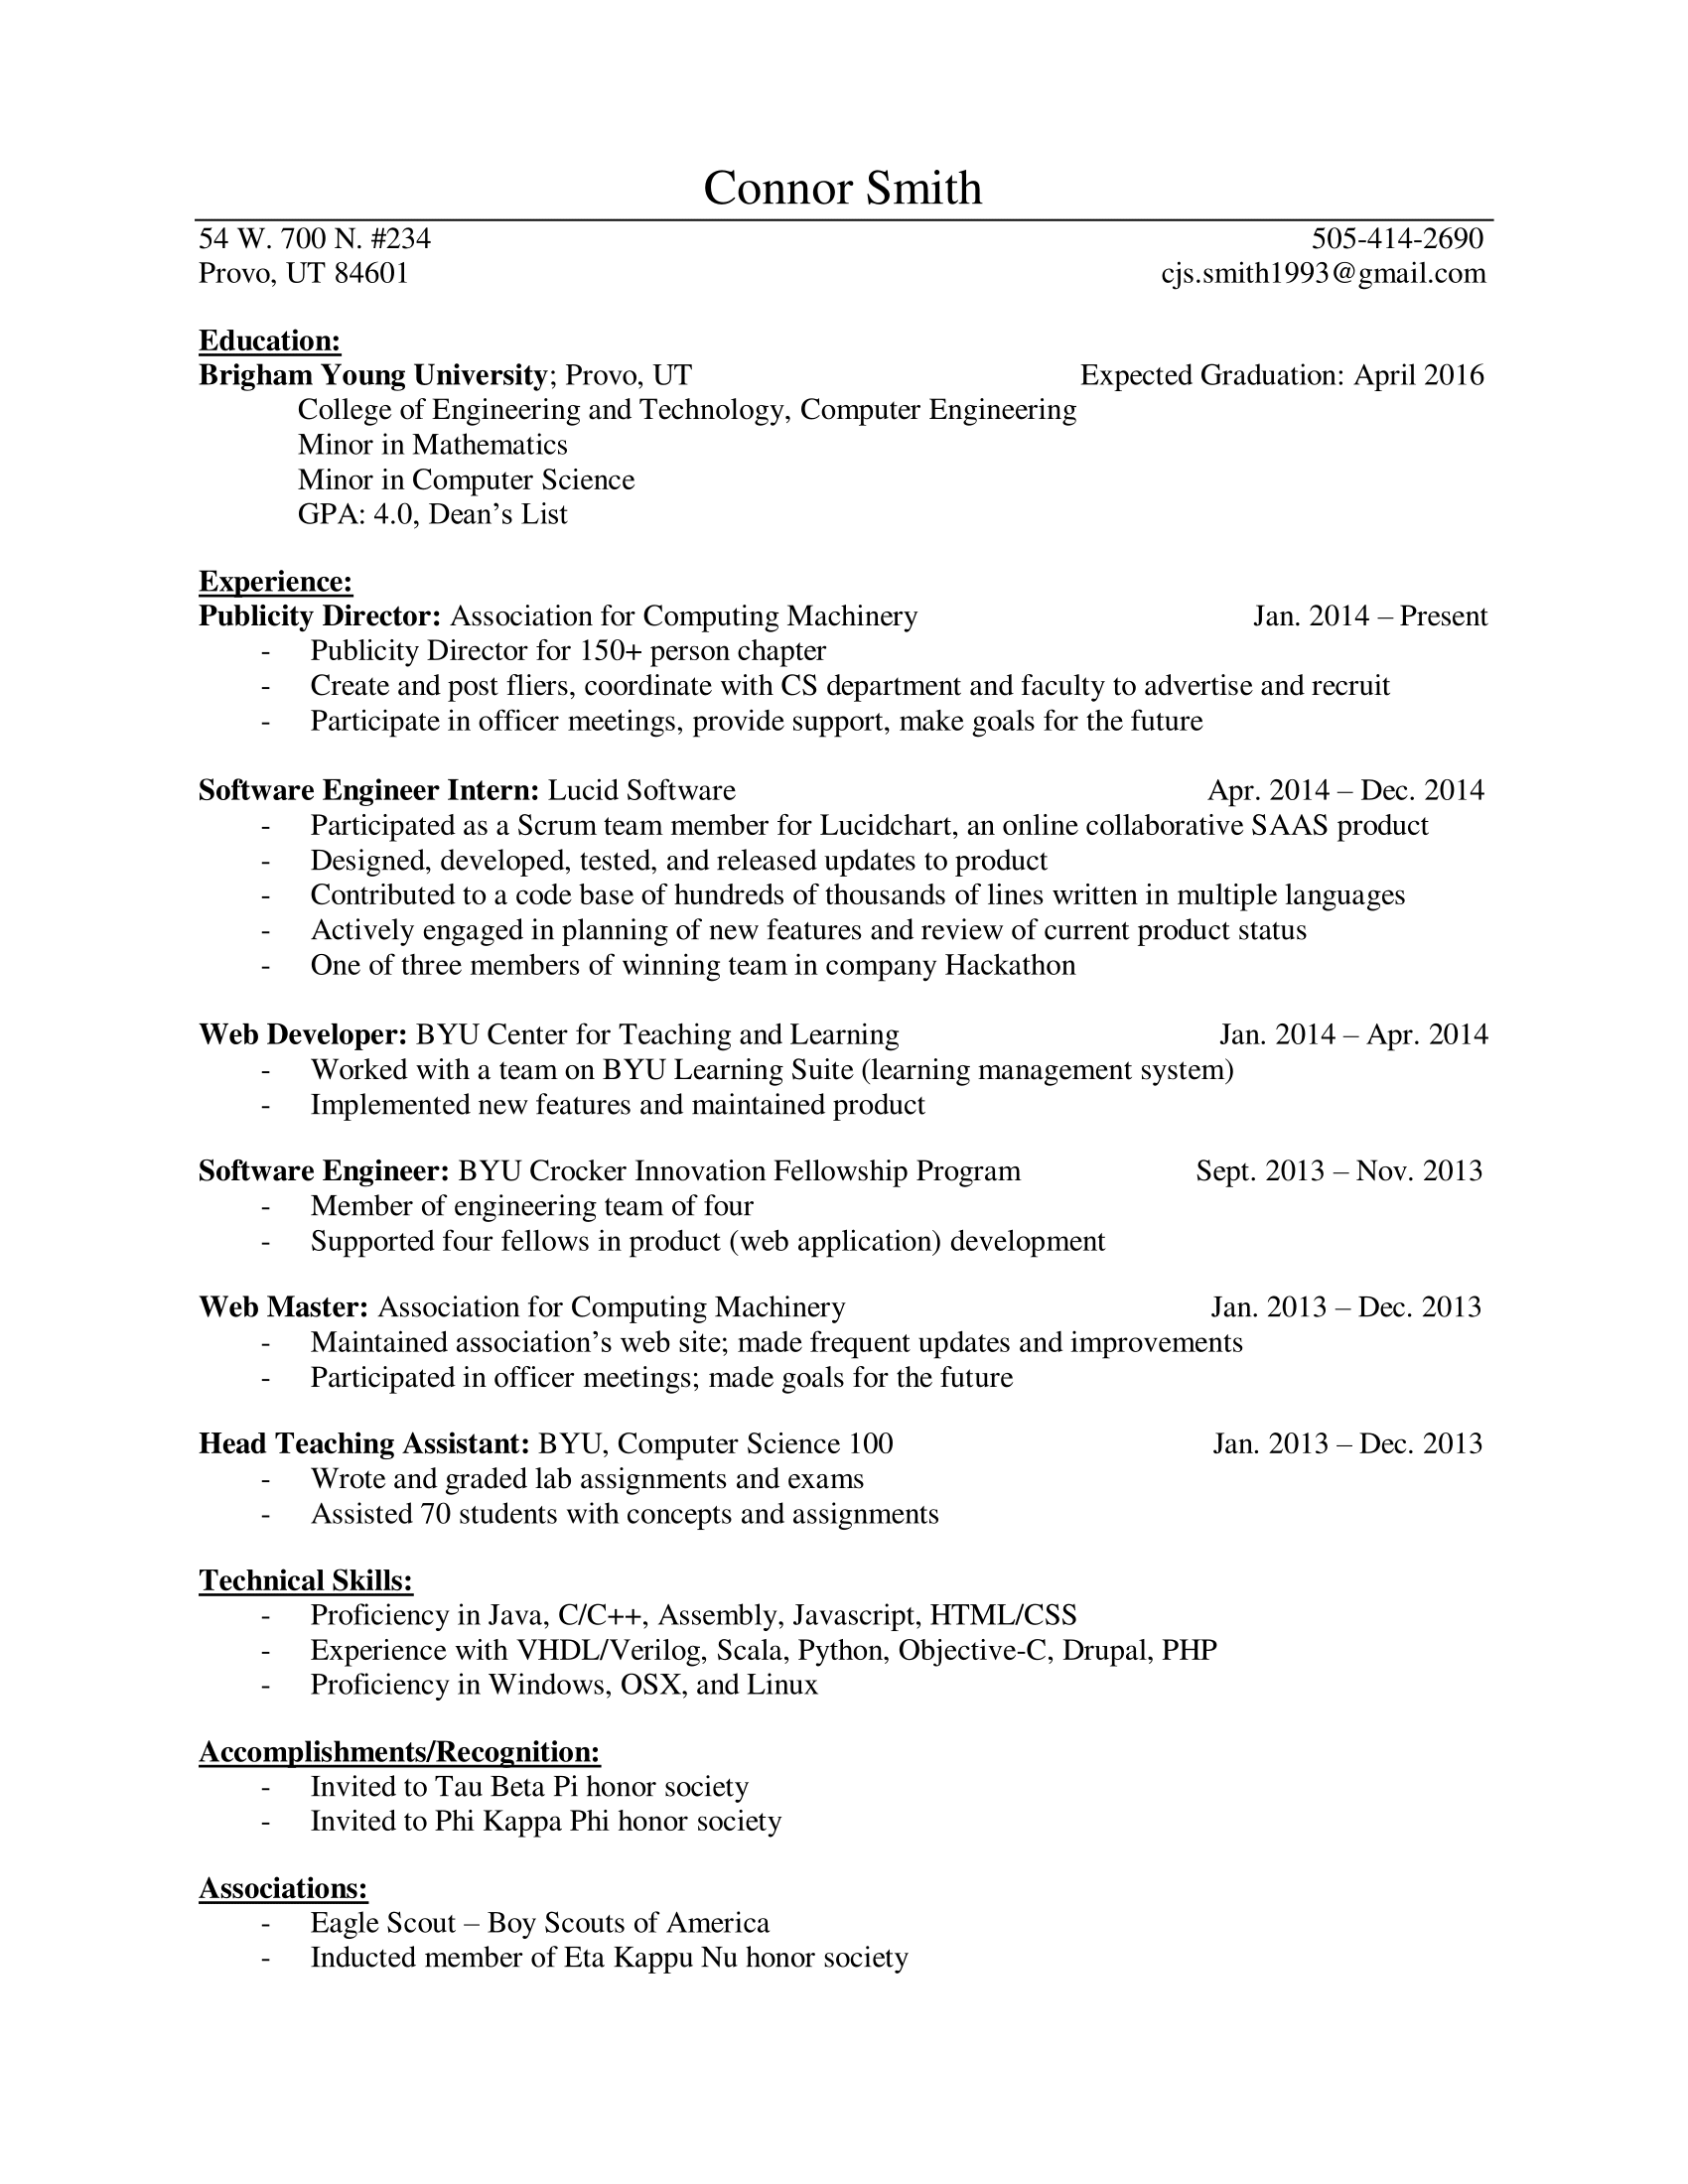 Connor Smith
54 W. 700 N. #234 505-414-2690
Provo, UT 84601 cjs.smith1993@gmail.com
Education:
Brigham Young University; Provo, UT Expected Graduation: April 2016
College of Engineering and Technology, Computer Engineering
Minor in Mathematics
Minor in Computer Science
GPA: 4.0, Dean’s List
Experience:
Publicity Director: Association for Computing Machinery Jan. 2014 – Present
- Publicity Director for 150+ person chapter
- Create and post fliers, coordinate with CS department and faculty to advertise and recruit
- Participate in officer meetings, provide support, make goals for the future
Software Engineer Intern: Lucid Software Apr. 2014 – Dec. 2014
- Participated as a Scrum team member for Lucidchart, an online collaborative SAAS product
- Designed, developed, tested, and released updates to product
- Contributed to a code base of hundreds of thousands of lines written in multiple languages
- Actively engaged in planning of new features and review of current product status
- One of three members of winning team in company Hackathon
Web Developer: BYU Center for Teaching and Learning Jan. 2014 – Apr. 2014
- Worked with a team on BYU Learning Suite (learning management system)
- Implemented new features and maintained product
Software Engineer: BYU Crocker Innovation Fellowship Program Sept. 2013 – Nov. 2013
- Member of engineering team of four
- Supported four fellows in product (web application) development
Web Master: Association for Computing Machinery Jan. 2013 – Dec. 2013
- Maintained association’s web site; made frequent updates and improvements
- Participated in officer meetings; made goals for the future
Head Teaching Assistant: BYU, Computer Science 100 Jan. 2013 – Dec. 2013
- Wrote and graded lab assignments and exams
- Assisted 70 students with concepts and assignments
Technical Skills:
- Proficiency in Java, C/C++, Assembly, Javascript, HTML/CSS
- Experience with VHDL/Verilog, Scala, Python, Objective-C, Drupal, PHP
- Proficiency in Windows, OSX, and Linux
Accomplishments/Recognition:
- Invited to Tau Beta Pi honor society
- Invited to Phi Kappa Phi honor society
Associations:
- Eagle Scout – Boy Scouts of America
- Inducted member of Eta Kappu Nu honor society